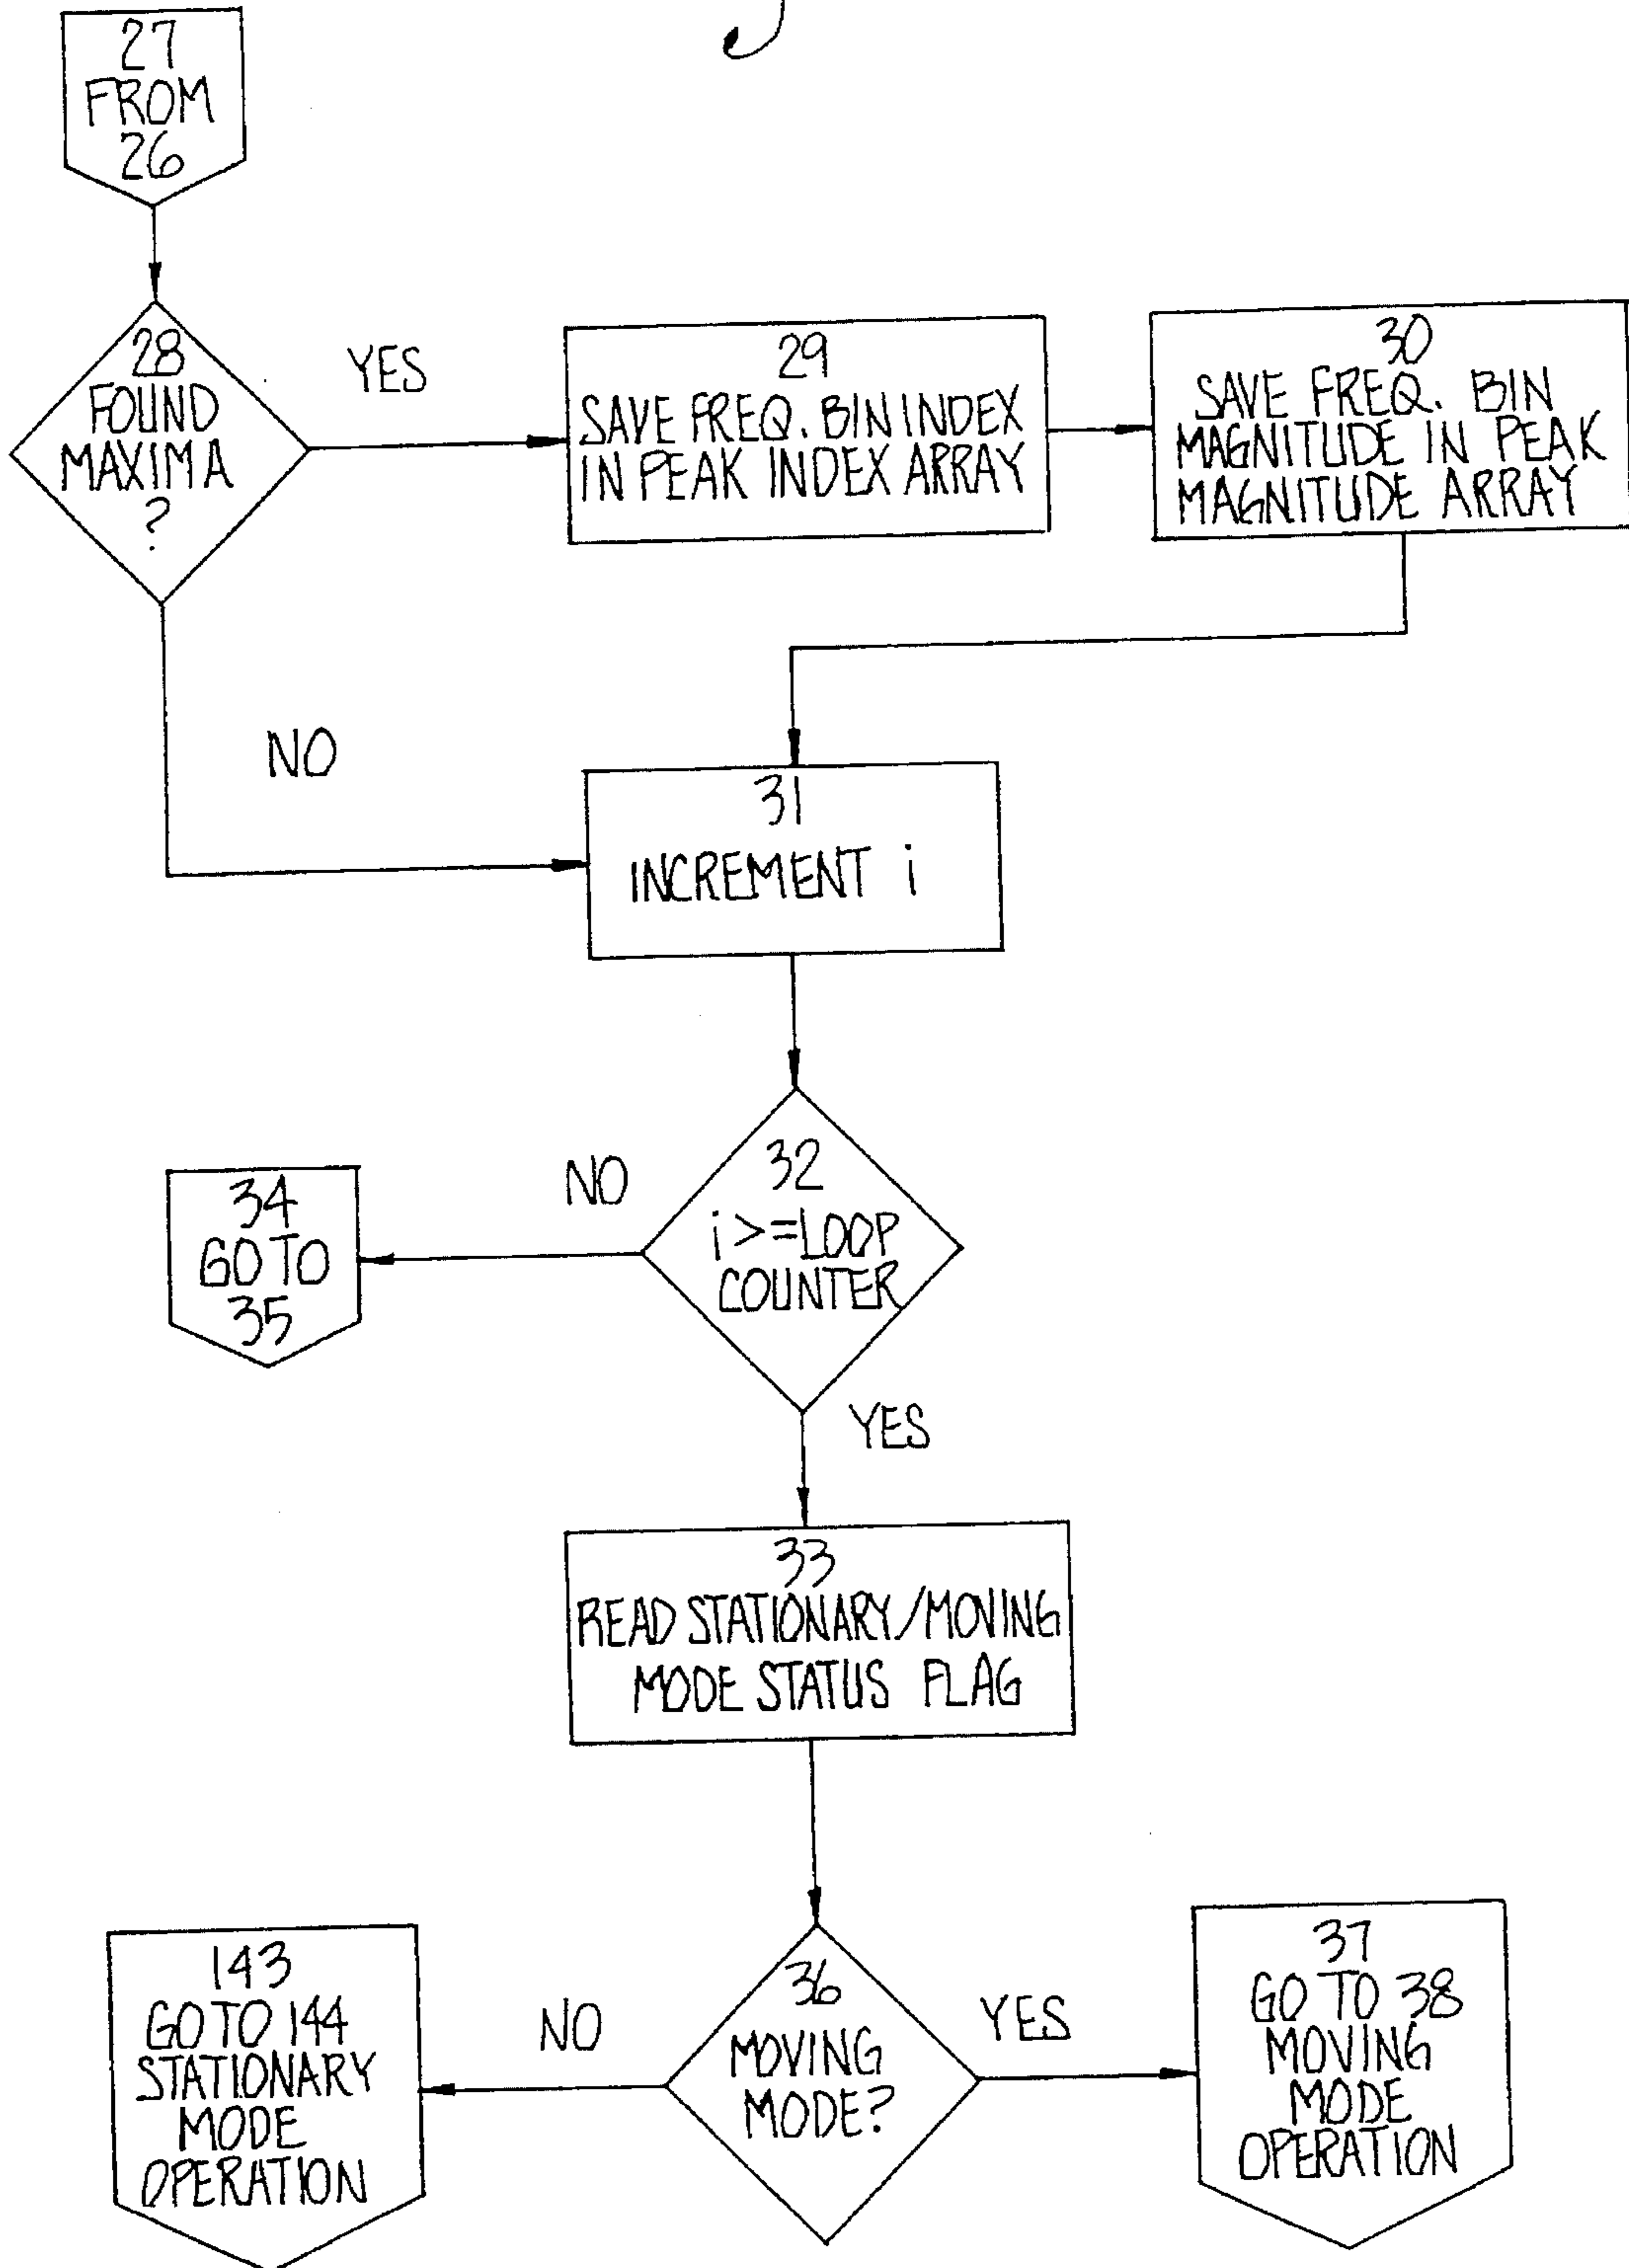 27
FROM
26
28
FOUND
MAXIMA
?
YES
29
SAVE FREQ. BIN INDEX
IN PEAK INDEX ARRAY
30
SAVE FREQ. BIN
MAGNITUDE IN PEAK
MAGNITUDE ARRAY
NO
31
INCREMENT i
32
i >=LOOP
COUNTER
NO
34
GO TO
35
YES
33
READ STATIONARY/MOVING
MODE STATUS FLAG
36
MOVING
MODE?
NO
143
GO TO 144
STATIONARY
MODE
OPERATION
YES
37
GO TO 38
MOVING
MODE
OPERATION